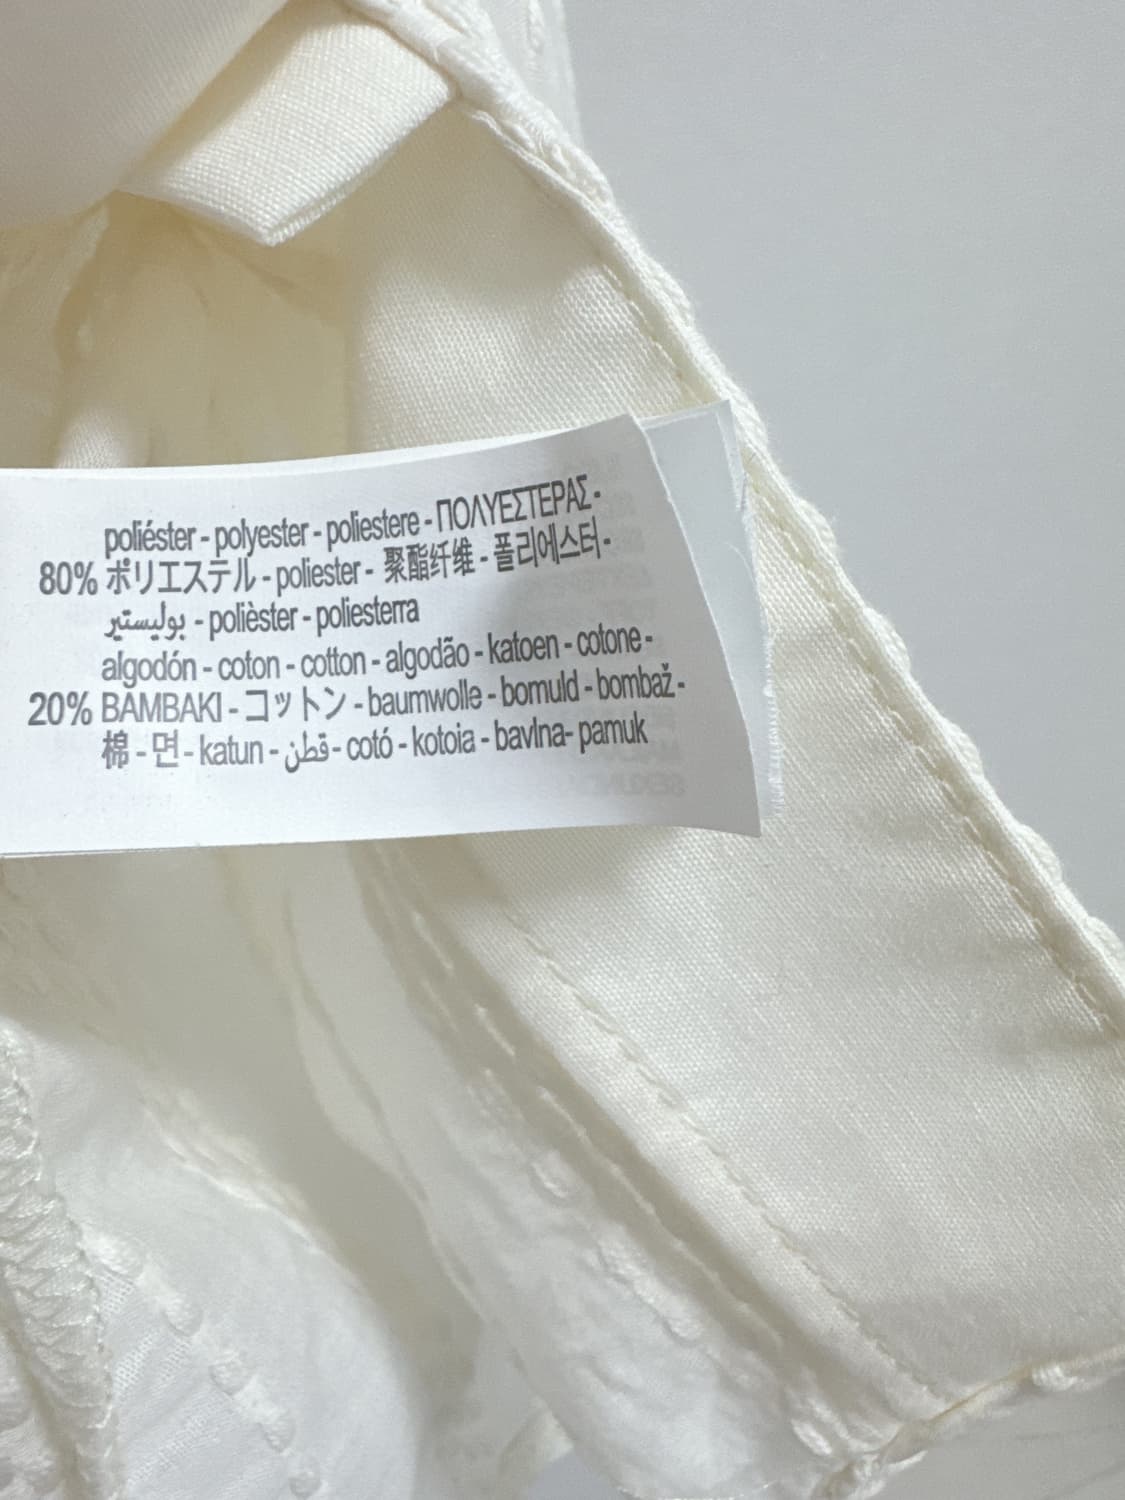 poliéster - polyester - poliestere - ΠΟΛΥΕΣΤΕΡΑΣ -
80% ポリエステル - poliester - 聚酯纤维 - 폴리에스터 -
بوليستير - polièster - poliesterra
algodón - coton - cotton - algodão - katoen - cotone -
20% BAMBAKI - コットン - baumwolle - bomuld - bombaž -
棉 - 면 - katun - قطن - cotó - kotoia - bavlna- pamuk